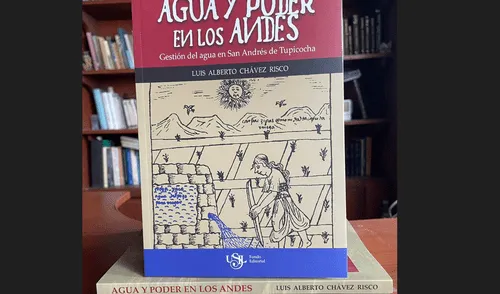 AGUA Y PODER
EN LOS ANDES
Gestión del agua en San Andrés de Tupicocha
LUIS ALBERTO CHÁVEZ RISCO
USIL Fondo
Editorial
AGUA Y PODER EN LOS ANDES LUIS ALBERTO CHÁVEZ RISCO